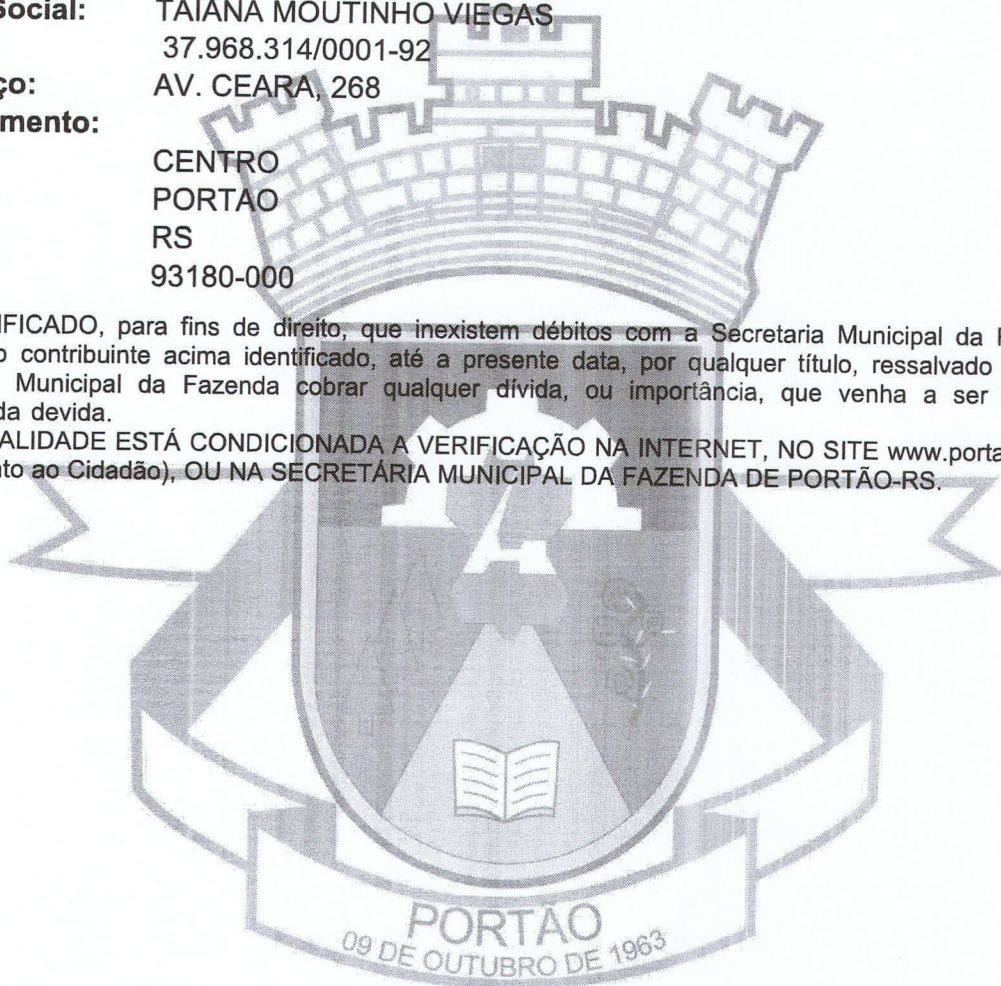 Social: TAIANA MOUTINHO VIEGAS
37.968.314/0001-92
ço: AV. CEARA, 268
mento:
CENTRO
PORTAO
RS
93180-000
IFICADO, para fins de direito, que inexistem débitos com a Secretaria Municipal da
o contribuinte acima identificado, até a presente data, por qualquer título, ressalvado
Municipal da Fazenda cobrar qualquer dívida, ou importância, que venha a ser
da devida.
ALIDADE ESTÁ CONDICIONADA A VERIFICAÇÃO NA INTERNET, NO SITE www.porta
nto ao Cidadão), OU NA SECRETÁRIA MUNICIPAL DA FAZENDA DE PORTÃO-RS.
PORTÃO
09 DE OUTUBRO DE 1963